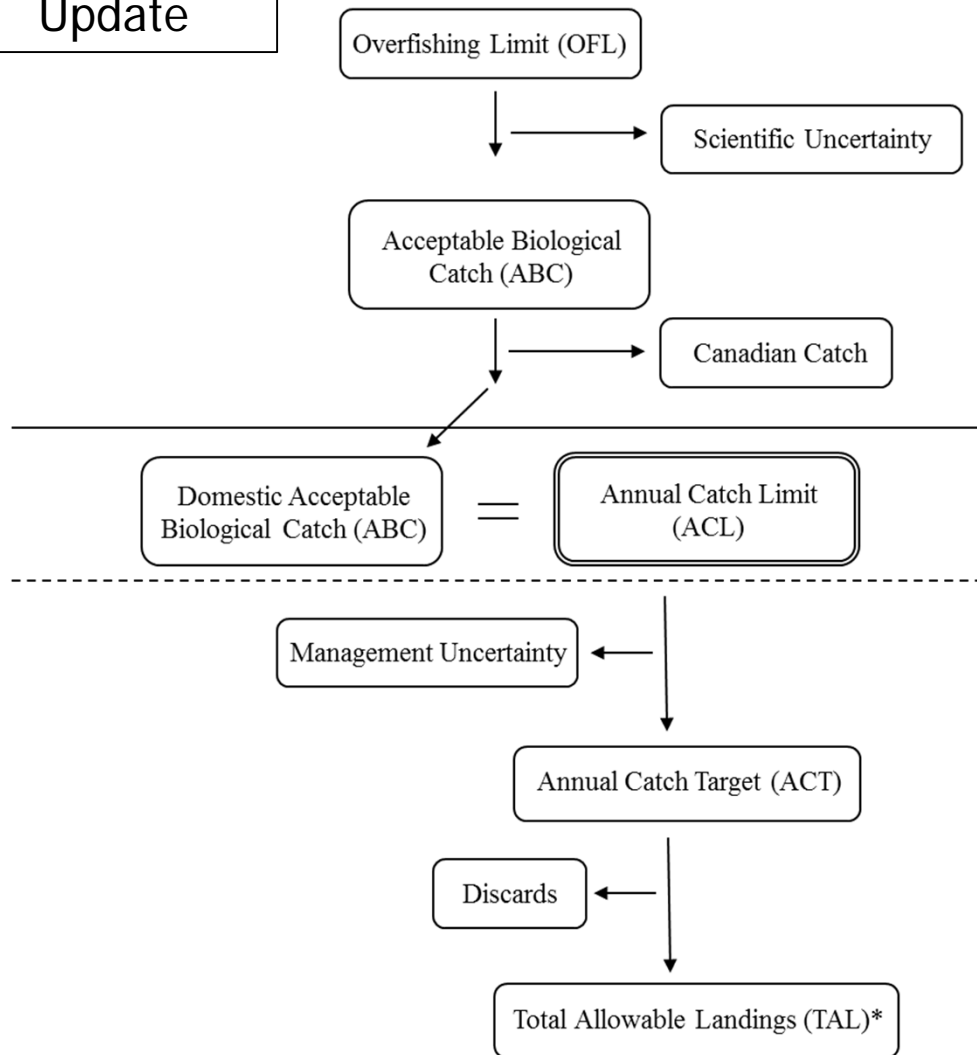 Update
Overfishing Limit (OFL)
Scientific Uncertainty
Acceptable Biological
Catch (ABC)
Canadian Catch
Domestic Acceptable
Biological Catch (ABC)
=
Annual Catch Limit
(ACL)
Management Uncertainty
Annual Catch Target (ACT)
Discards
Total Allowable Landings (TAL)*